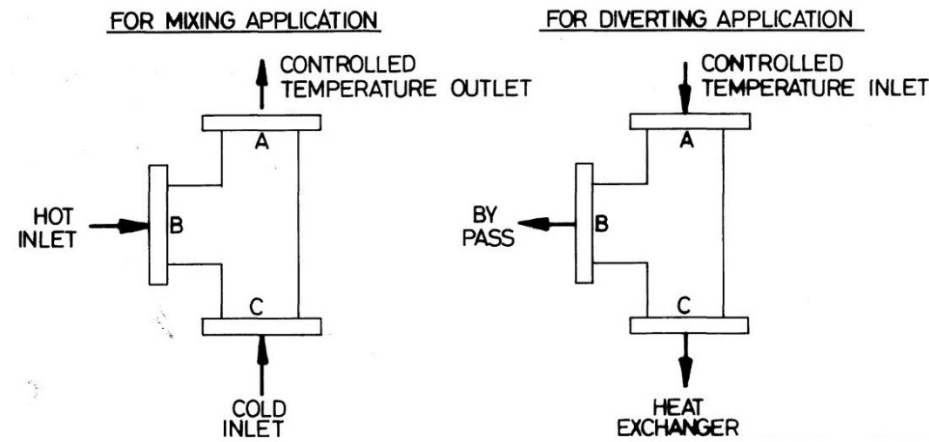 FOR MIXING APPLICATION
CONTROLLED
TEMPERATURE OUTLET
A
HOT
INLET
B
C
COLD
INLET
FOR DIVERTING APPLICATION
CONTROLLED
TEMPERATURE INLET
A
BY
PASS
B
C
HEAT
EXCHANGER